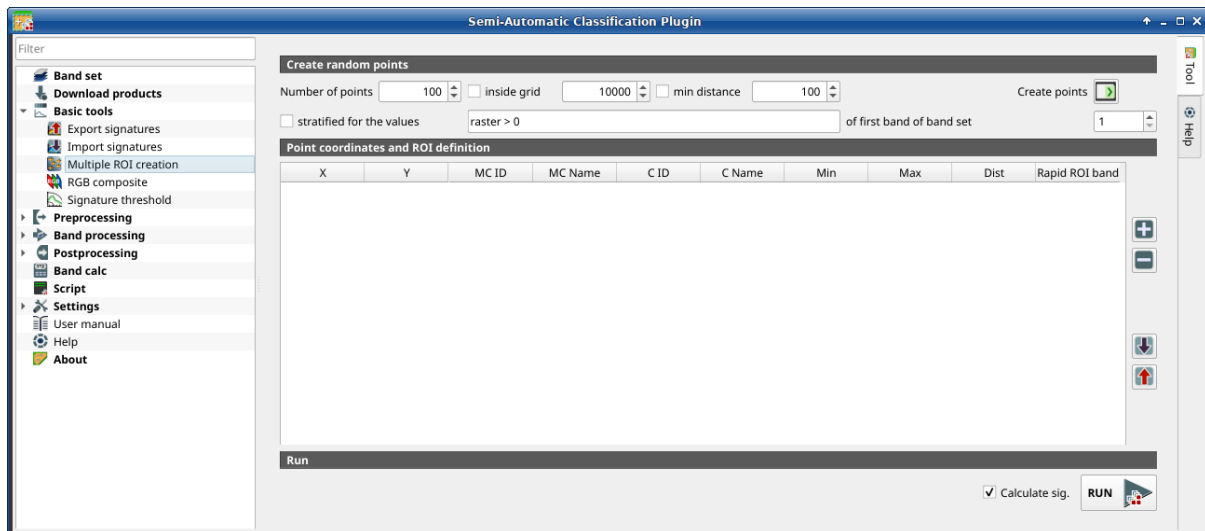 Semi-Automatic Classification Plugin
Filter
Band set
Download products
Basic tools
Export signatures
Import signatures
Multiple ROI creation
RGB composite
Signature threshold
Preprocessing
Band processing
Postprocessing
Band calc
Script
Settings
User manual
Help
About
Create random points
Number of points 100 inside grid 10000 min distance 100 Create points
stratified for the values raster > 0 of first band of band set 1
Point coordinates and ROI definition
X Y MC ID MC Name C ID C Name Min Max Dist Rapid ROI band
Run
Calculate sig. RUN
Tool
Help